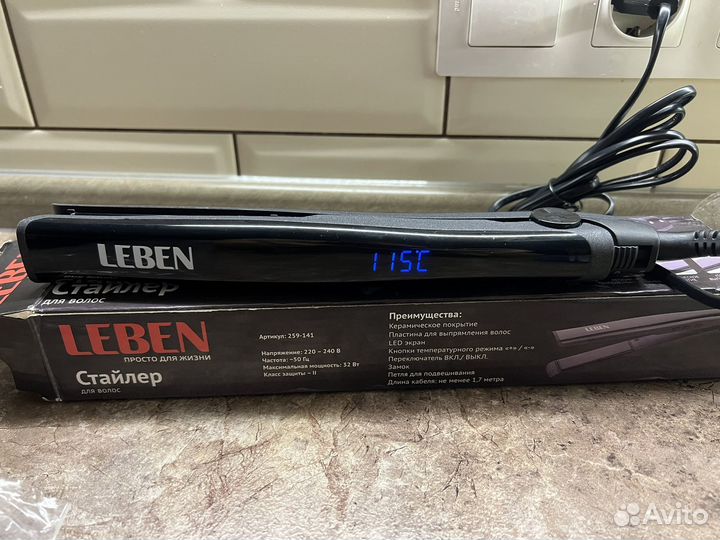 LEBEN
115°C
Стайлер
для волос
LEBEN
ПРОСТО ДЛЯ ЖИЗНИ
Стайлер
для волос
Артикул: 259-141
Напряжение: 220 – 240 В
Частота: ~50 Гц
Максимальная мощность: 32 Вт
Класс защиты – II
Преимущества:
Керамическое покрытие
Пластина для выпрямления волос
LED экран
Кнопки температурного режима «+» / «-»
Переключатель ВКЛ./ ВЫКЛ.
Замок
Петля для подвешивания
Длина кабеля: не менее 1,7 метра
LEBEN
Avito